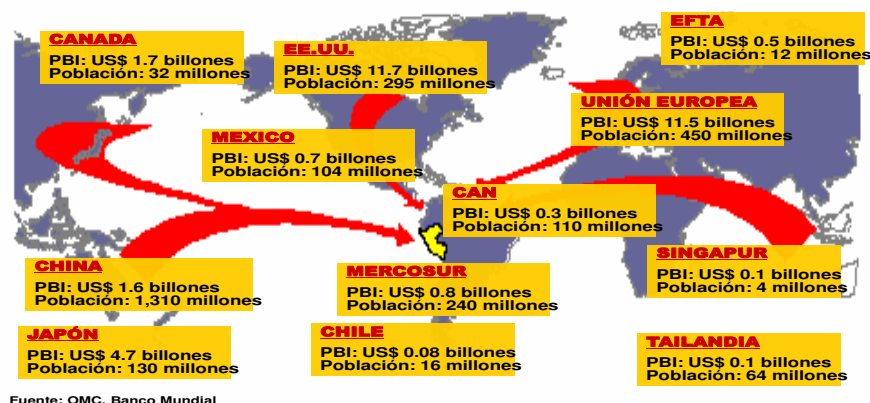 CANADA
PBI: US$ 1.7 billones
Población: 32 millones
EE.UU.
PBI: US$ 11.7 billones
Población: 295 millones
EFTA
PBI: US$ 0.5 billones
Población: 12 millones
UNIÓN EUROPEA
PBI: US$ 11.5 billones
Población: 450 millones
MEXICO
PBI: US$ 0.7 billones
Población: 104 millones
CAN
PBI: US$ 0.3 billones
Población: 110 millones
CHINA
PBI: US$ 1.6 billones
Población: 1,310 millones
MERCOSUR
PBI: US$ 0.8 billones
Población: 240 millones
SINGAPUR
PBI: US$ 0.1 billones
Población: 4 millones
JAPÓN
PBI: US$ 4.7 billones
Población: 130 millones
CHILE
PBI: US$ 0.08 billones
Población: 16 millones
TAILANDIA
PBI: US$ 0.1 billones
Población: 64 millones
Fuente: OMC, Banco Mundial